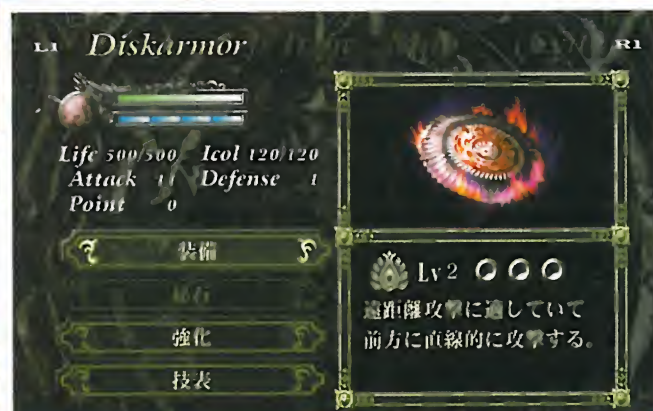 L1 Diskarmor R1
Life 500/500 Icol 120/120
Attack 11 Defense 1
Point 0
装備
強化
技表
Lv 2
遠距離攻撃に適していて
前方に直線的に攻撃する。